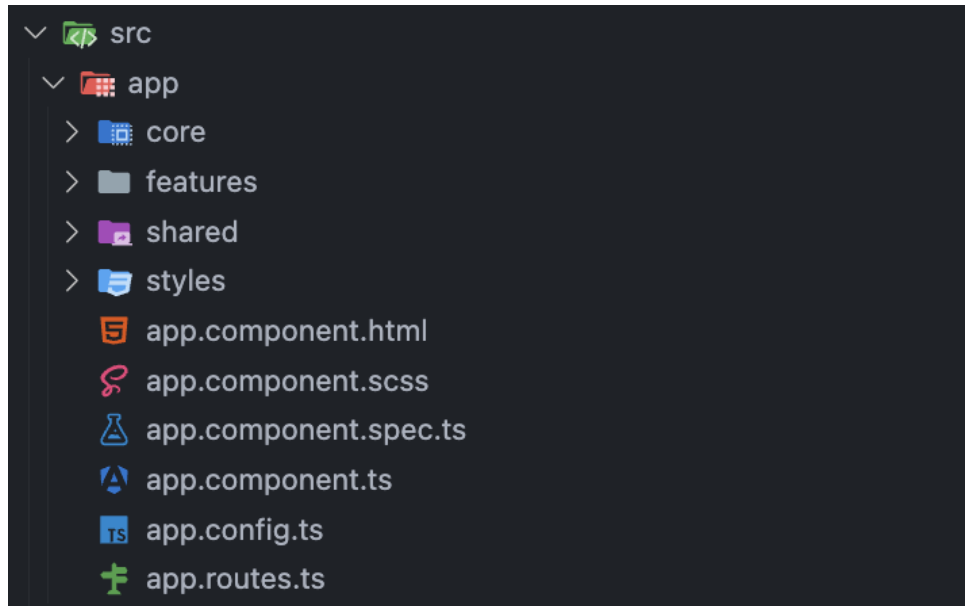 src
app
core
features
shared
styles
app.component.html
app.component.scss
app.component.spec.ts
app.component.ts
TS app.config.ts
app.routes.ts